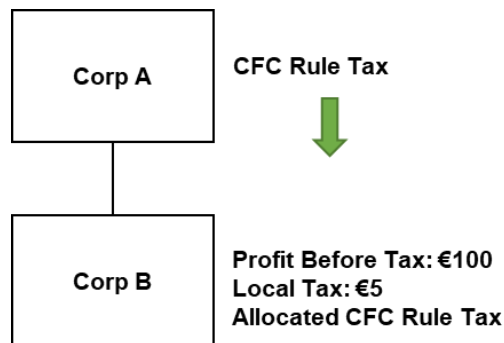 Corp A
CFC Rule Tax
Corp B
Profit Before Tax: €100
Local Tax: €5
Allocated CFC Rule Tax